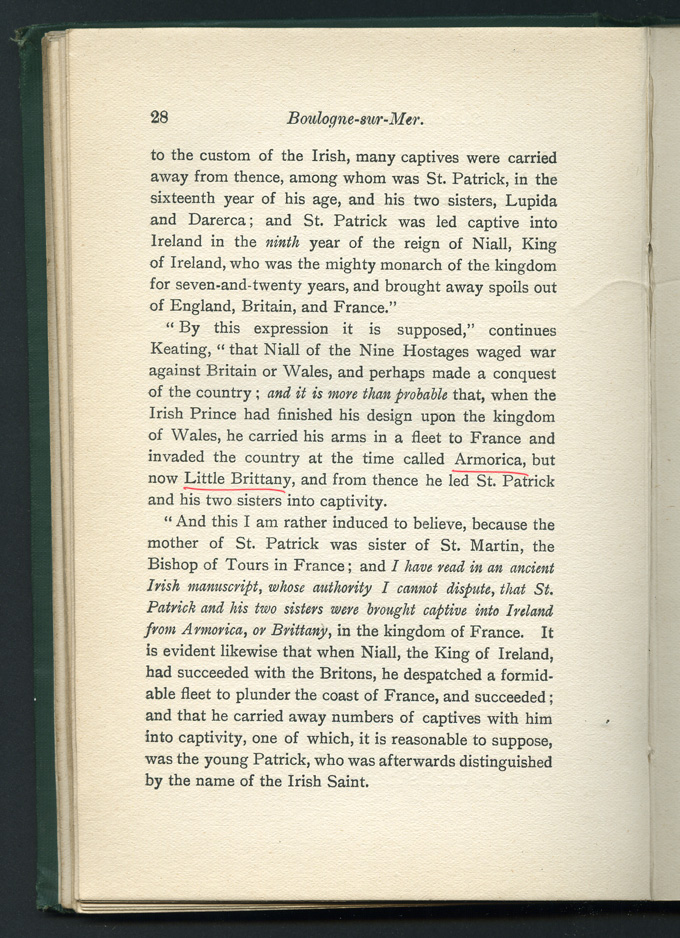 28 Boulogne-sur-Mer.
to the custom of the Irish, many captives were carried
away from thence, among whom was St. Patrick, in the
sixteenth year of his age, and his two sisters, Lupida
and Darerca; and St. Patrick was led captive into
Ireland in the ninth year of the reign of Niall, King
of Ireland, who was the mighty monarch of the kingdom
for seven-and-twenty years, and brought away spoils out
of England, Britain, and France.”
“By this expression it is supposed,” continues
Keating, “that Niall of the Nine Hostages waged war
against Britain or Wales, and perhaps made a conquest
of the country; and it is more than probable that, when the
Irish Prince had finished his design upon the kingdom
of Wales, he carried his arms in a fleet to France and
invaded the country at the time called Armorica, but
now Little Brittany, and from thence he led St. Patrick
and his two sisters into captivity.
“And this I am rather induced to believe, because the
mother of St. Patrick was sister of St. Martin, the
Bishop of Tours in France; and I have read in an ancient
Irish manuscript, whose authority I cannot dispute, that St.
Patrick and his two sisters were brought captive into Ireland
from Armorica, or Brittany, in the kingdom of France. It
is evident likewise that when Niall, the King of Ireland,
had succeeded with the Britons, he despatched a formid-
able fleet to plunder the coast of France, and succeeded;
and that he carried away numbers of captives with him
into captivity, one of which, it is reasonable to suppose,
was the young Patrick, who was afterwards distinguished
by the name of the Irish Saint.